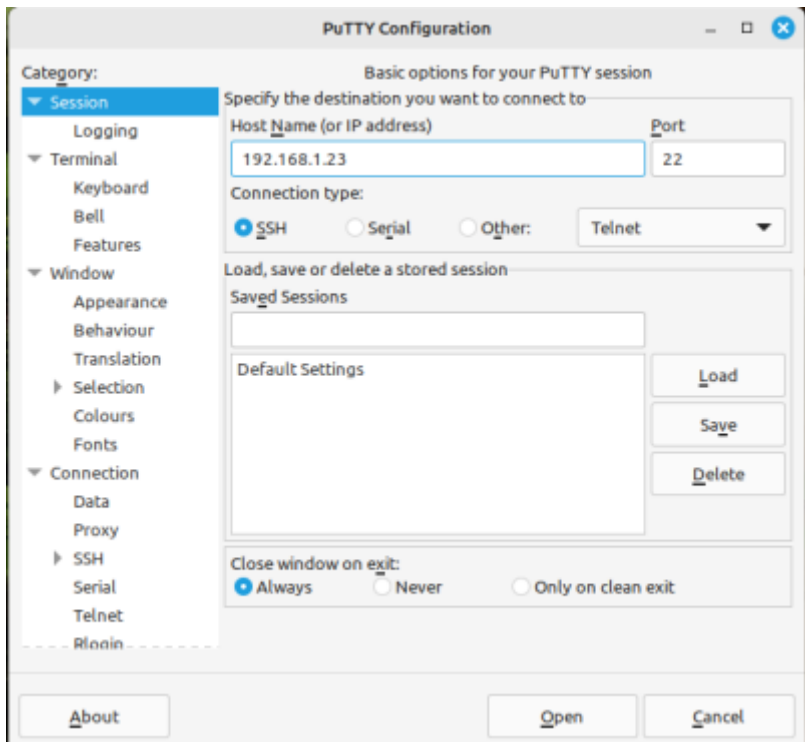 PuTTY Configuration
Category:
Session
Logging
Terminal
Keyboard
Bell
Features
Window
Appearance
Behaviour
Translation
Selection
Colours
Fonts
Connection
Data
Proxy
SSH
Serial
Telnet
Rlogin
Basic options for your PuTTY session
Specify the destination you want to connect to
Host Name (or IP address) Port
192.168.1.23 22
Connection type:
SSH Serial Other: Telnet
Load, save or delete a stored session
Saved Sessions
Default Settings
Load
Save
Delete
Close window on exit:
Always Never Only on clean exit
About Open Cancel